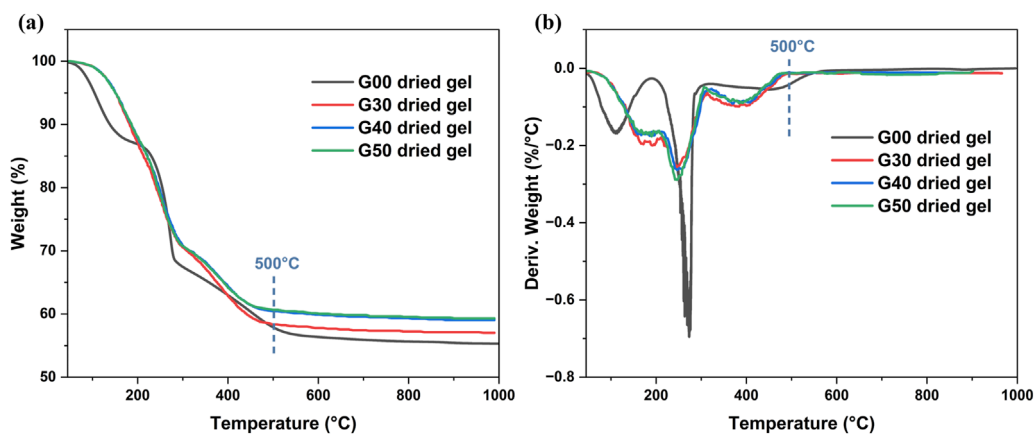 (a)
100
90
80
70
60
50
Weight (%)
G00 dried gel
G30 dried gel
G40 dried gel
G50 dried gel
500°C
200
400
600
800
1000
Temperature (°C)
(b)
0.0
−0.2
−0.4
−0.6
−0.8
Deriv. Weight (%/°C)
500°C
G00 dried gel
G30 dried gel
G40 dried gel
G50 dried gel
200
400
600
800
1000
Temperature (°C)